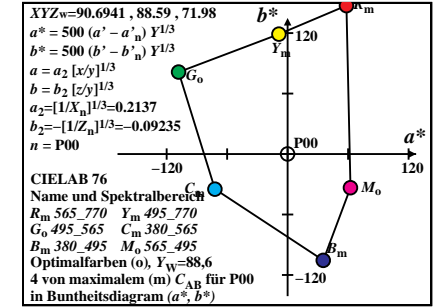 XYZw=90.6941 , 88.59 , 71.98
a* = 500 (a’ - a’n) Y1/3
b* = 500 (b’ - b’n) Y1/3
a = a2 [x/y]1/3
b = b2 [z/y]1/3
a2=[1/Xn]1/3=0.2137
b2=−[1/Zn]1/3=−0.09235
n = P00
b*
120
Rm
Ym
Go
P00
a*
−120
120
Cm
Mo
Bm
−120
CIELAB 76
Name und Spektralbereich
Rm 565_770 Ym 495_770
Go 495_565 Cm 380_565
Bm 380_495 Mo 565_495
Optimalfarben (o), YW=88,6
4 von maximalem (m) CAB für P00
in Buntheitsdiagram (a*, b*)